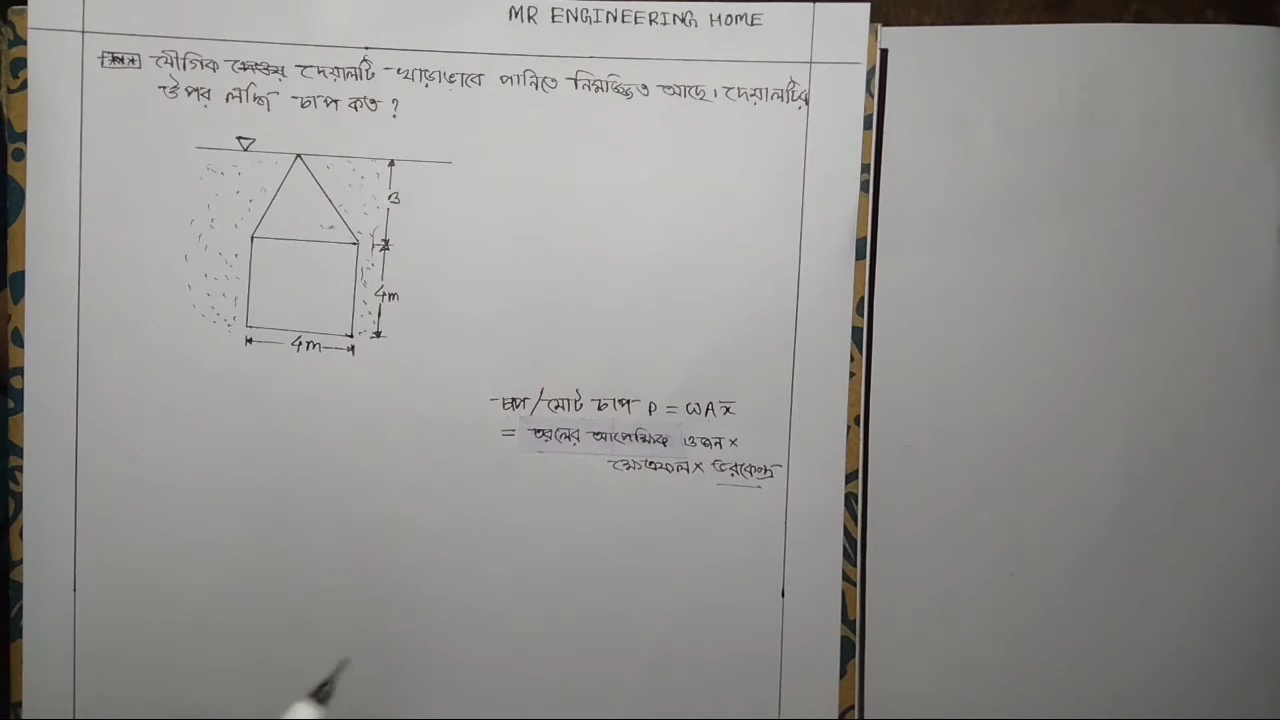 MR ENGINEERING HOME
*** যৌগিক দেয়ালটি খাড়াভাবে পানিতে নিমজ্জিত আছে। দেয়ালটির
উপর লব্ধি চাপ কত ?
3
4m
4m
চাপ/মোট চাপ P = ωAx̄
= তরলের আপেক্ষিক ওজন ×
ক্ষেত্রফল × ভরকেন্দ্র